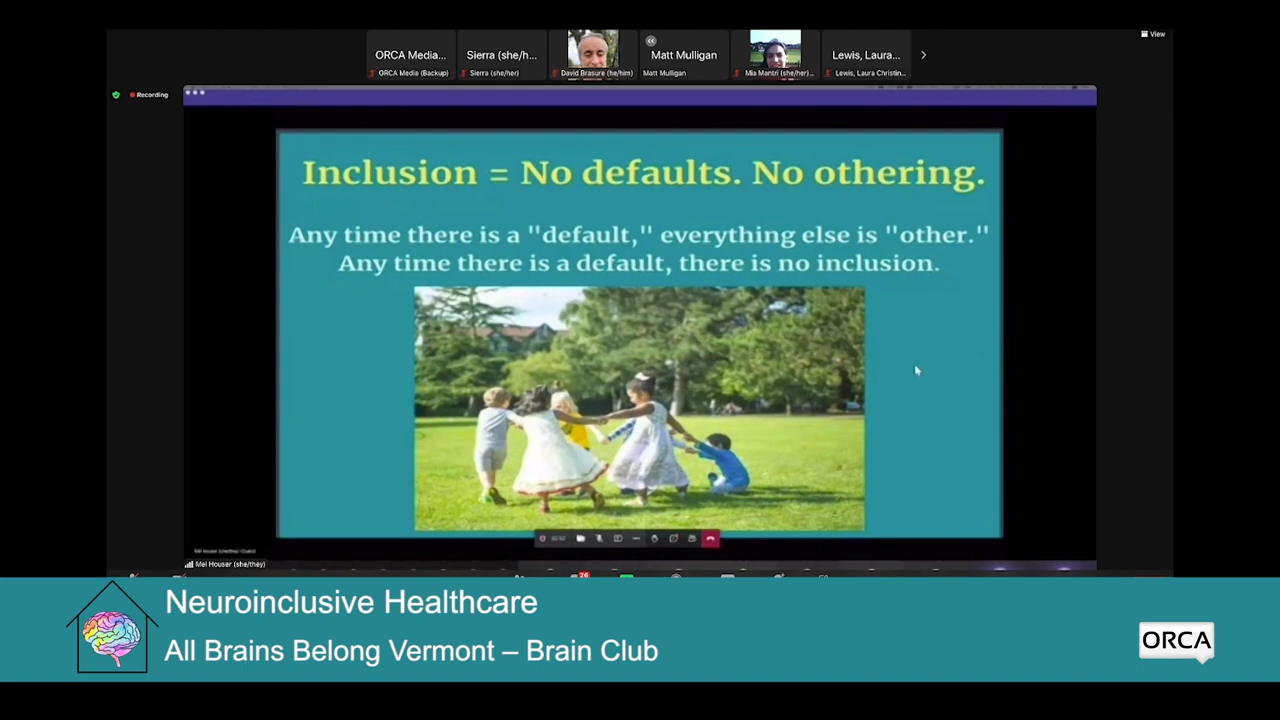 View
ORCA Media...
Sierra (she/h...
Matt Mulligan
Lewis, Laura...
ORCA Media (Backup)
Sierra (she/her)
David Brasure (he/him)
Matt Mulligan
Mia Mantri (she/her)...
Lewis, Laura Christin...
Recording
Inclusion = No defaults. No othering.
Any time there is a "default," everything else is "other."
Any time there is a default, there is no inclusion.
Mel Houser (she/they)
26
Neuroinclusive Healthcare
All Brains Belong Vermont – Brain Club
ORCA